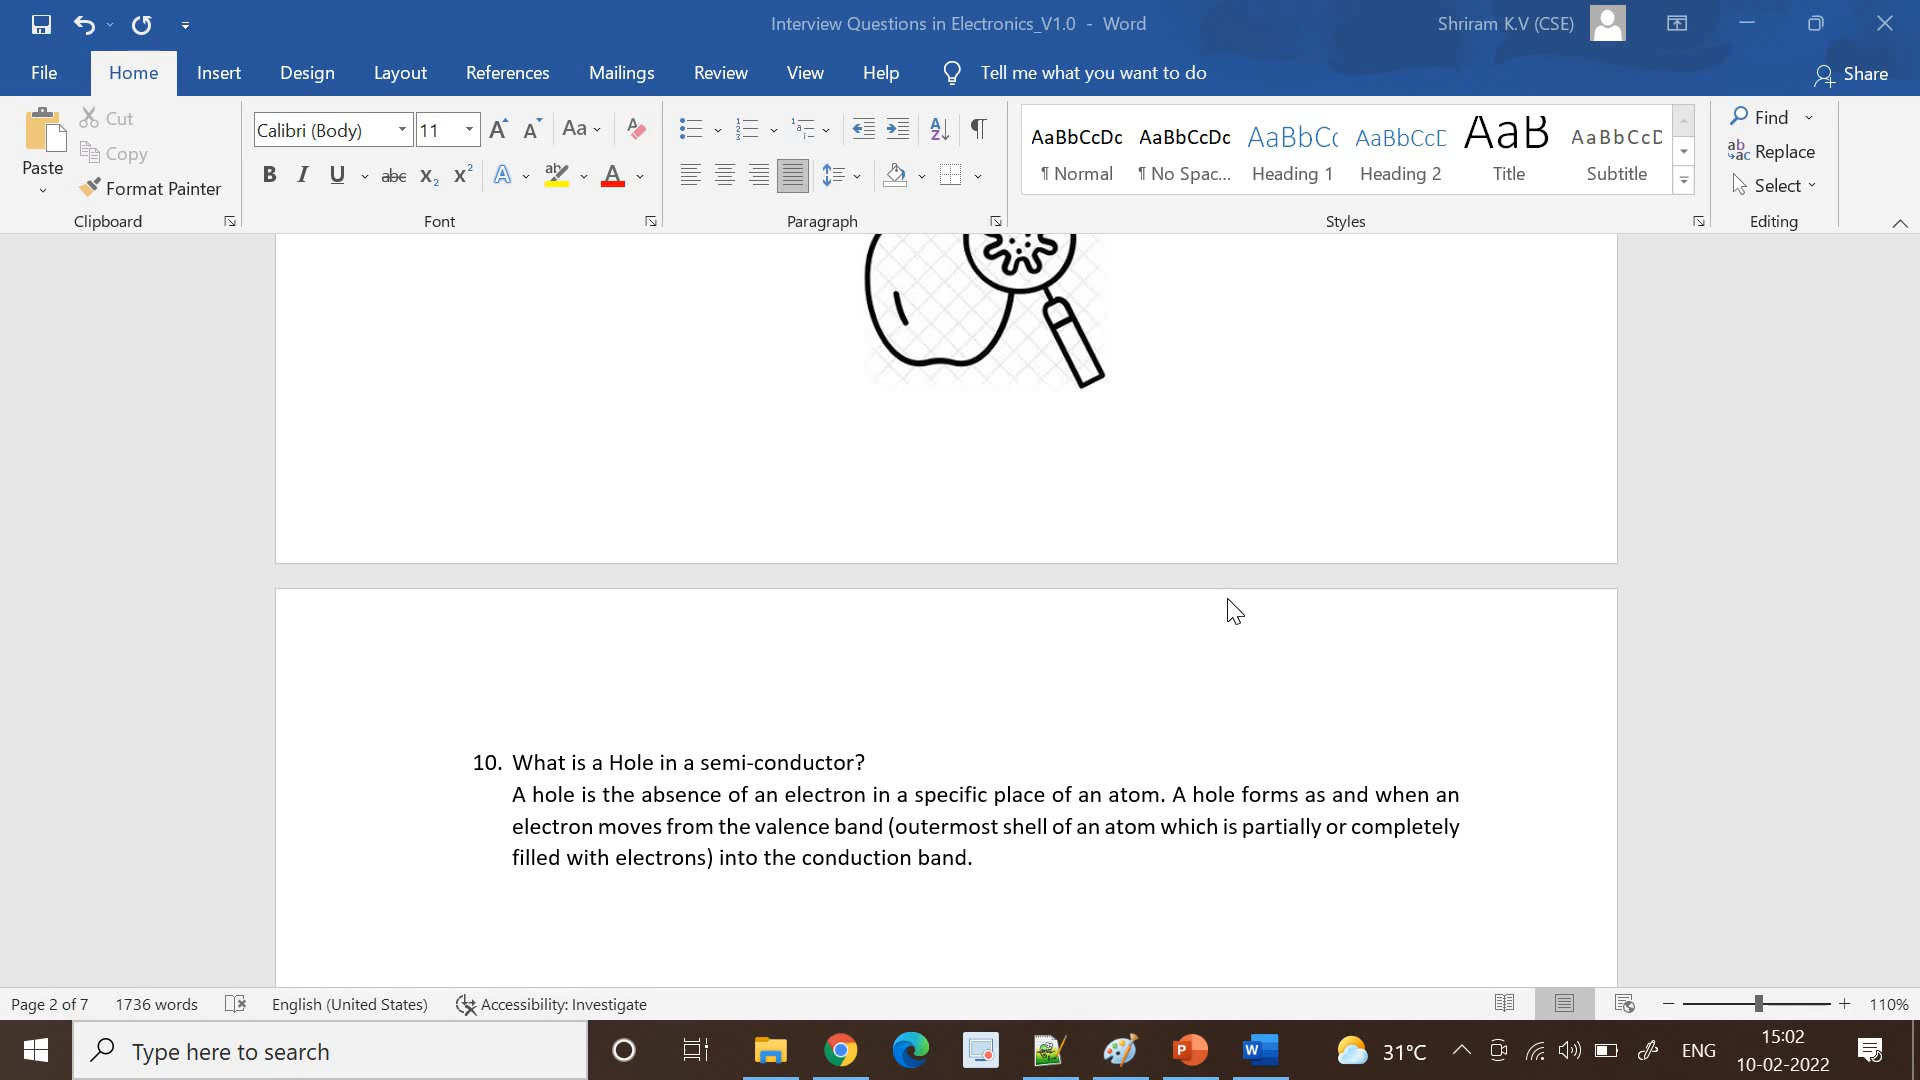 Interview Questions in Electronics_V1.0 - Word
Shriram K.V (CSE)
File
Home
Insert
Design
Layout
References
Mailings
Review
View
Help
Tell me what you want to do
Share
Paste
Cut
Copy
Format Painter
Clipboard
Calibri (Body)
11
Font
Paragraph
AaBbCcDc
¶ Normal
AaBbCcDc
¶ No Spac...
AaBbCc
Heading 1
AaBbCcD
Heading 2
AaB
Title
AaBbCcD
Subtitle
Styles
Find
Replace
Select
Editing
10. What is a Hole in a semi-conductor?
A hole is the absence of an electron in a specific place of an atom. A hole forms as and when an
electron moves from the valence band (outermost shell of an atom which is partially or completely
filled with electrons) into the conduction band.
Page 2 of 7
1736 words
English (United States)
Accessibility: Investigate
110%
Type here to search
31°C
ENG
15:02
10-02-2022